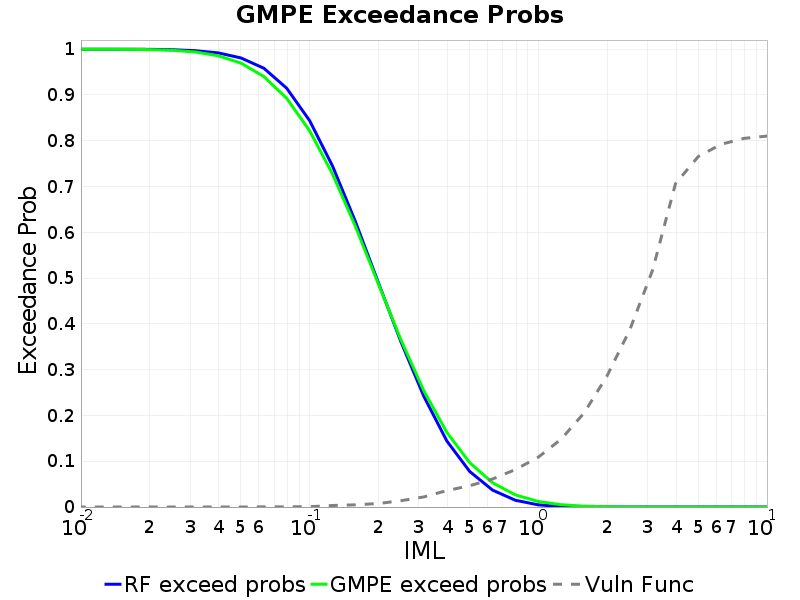 GMPE Exceedance Probs
Exceedance Prob
1
0.9
0.8
0.7
0.6
0.5
0.4
0.3
0.2
0.1
0
10-2 2 3 4 5 6 10-1 2 3 4 5 6 7 100 2 3 4 5 6 7 101
IML
RF exceed probs GMPE exceed probs Vuln Func